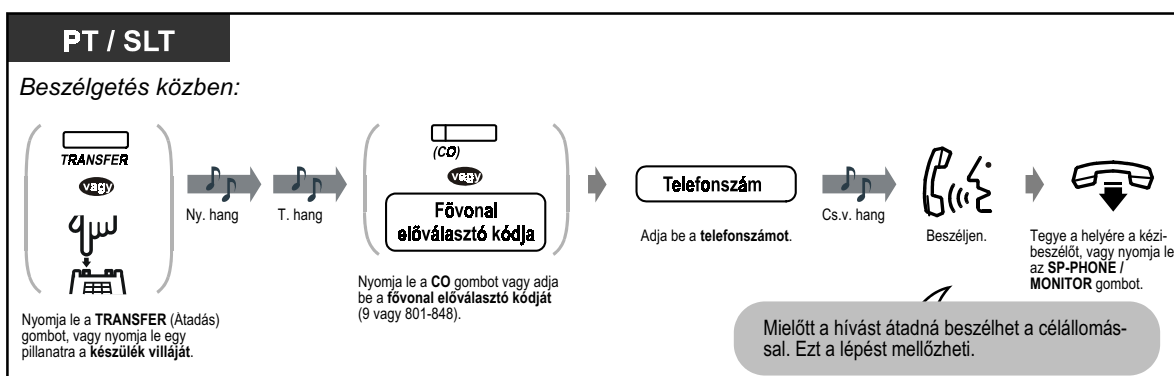 PT / SLT
Beszélgetés közben:
TRANSFER
vagy
Ny. hang
T. hang
(CO)
vagy
Fővonal
előválasztó kódja
Telefonszám
Cs.v. hang
Nyomja le a TRANSFER (Átadás)
gombot, vagy nyomja le egy
pillanatra a készülék villáját.
Nyomja le a CO gombot vagy adja
be a fővonal előválasztó kódját
(9 vagy 801-848).
Adja be a telefonszámot.
Beszéljen.
Tegye a helyére a kézi-
beszélőt, vagy nyomja le
az SP-PHONE /
MONITOR gombot.
Mielőtt a hívást átadná beszélhet a célállomás-
sal. Ezt a lépést mellőzheti.